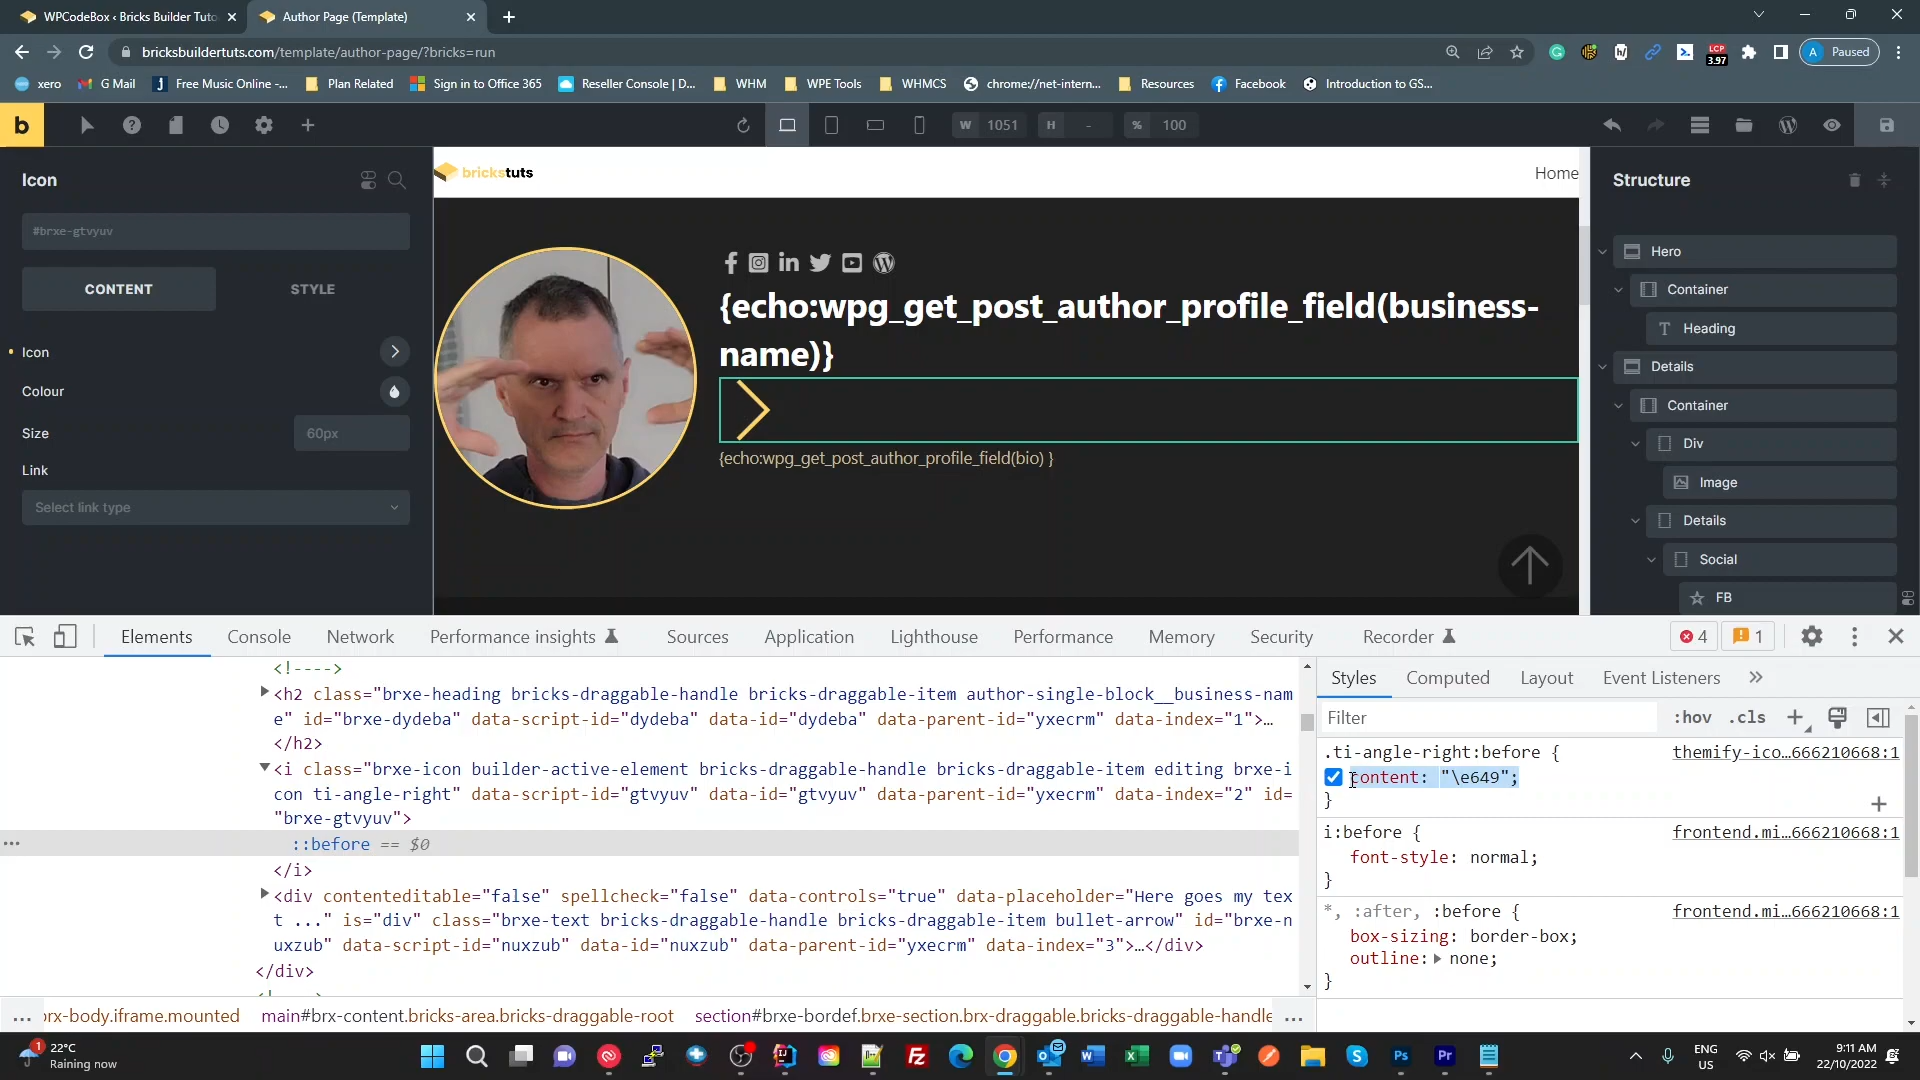 WPCodeBox ‹ Bricks Builder Tuto
Author Page (Template)
bricksbuildertuts.com/template/author-page/?bricks=run
LCP
3.97
A Paused
xero
G Mail
Free Music Online -...
Plan Related
Sign in to Office 365
Reseller Console | D...
WHM
WPE Tools
WHMCS
chrome://net-intern...
Resources
Facebook
Introduction to GS...
b
W 1051
H -
% 100
Icon
#brxe-gtvyuv
CONTENT
STYLE
Icon
Colour
Size
60px
Link
Select link type
brickstuts
Home
{echo:wpg_get_post_author_profile_field(business-
name)}
{echo:wpg_get_post_author_profile_field(bio) }
Structure
Hero
Container
Heading
Details
Container
Div
Image
Details
Social
FB
Elements
Console
Network
Performance insights
Sources
Application
Lighthouse
Performance
Memory
Security
Recorder
4
1
<!---->
<h2 class="brxe-heading bricks-draggable-handle bricks-draggable-item author-single-block__business-nam
e" id="brxe-dydeba" data-script-id="dydeba" data-id="dydeba" data-parent-id="yxecrm" data-index="1">…
</h2>
<i class="brxe-icon builder-active-element bricks-draggable-handle bricks-draggable-item editing brxe-i
con ti-angle-right" data-script-id="gtvyuv" data-id="gtvyuv" data-parent-id="yxecrm" data-index="2" id=
"brxe-gtvyuv">
::before == $0
</i>
<div contenteditable="false" spellcheck="false" data-controls="true" data-placeholder="Here goes my tex
t ..." is="div" class="brxe-text bricks-draggable-handle bricks-draggable-item bullet-arrow" id="brxe-n
uxzub" data-script-id="nuxzub" data-id="nuxzub" data-parent-id="yxecrm" data-index="3">…</div>
</div>
... orx-body.iframe.mounted
main#brx-content.bricks-area.bricks-draggable-root
section#brxe-bordef.brxe-section.brx-draggable.bricks-draggable-handle ...
Styles
Computed
Layout
Event Listeners
Filter
:hov
.cls
.ti-angle-right:before {
themify-ico…666210668:1
content: "\e649";
}
i:before {
frontend.mi…666210668:1
font-style: normal;
}
*, :after, :before {
frontend.mi…666210668:1
box-sizing: border-box;
outline: none;
}
1
22°C
Raining now
ENG
US
9:11 AM
22/10/2022